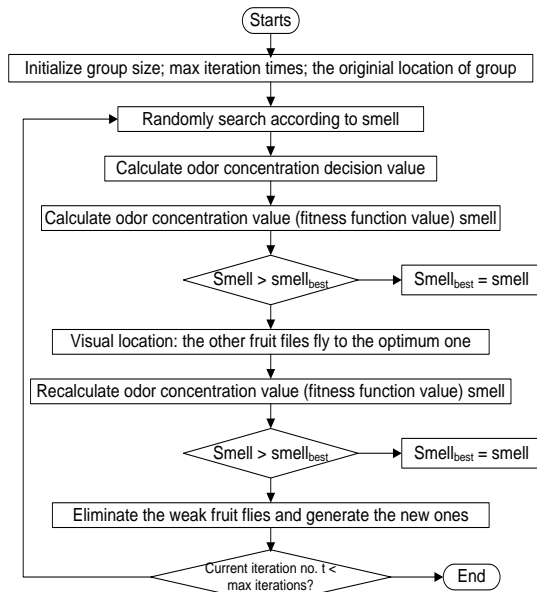 Starts
Initialize group size; max iteration times; the originial location of group
Randomly search according to smell
Calculate odor concentration decision value
Calculate odor concentration value (fitness function value) smell
Smell > smellbest
Smellbest = smell
Visual location: the other fruit files fly to the optimum one
Recalculate odor concentration value (fitness function value) smell
Smell > smellbest
Smellbest = smell
Eliminate the weak fruit flies and generate the new ones
Current iteration no. t <
max iterations?
End